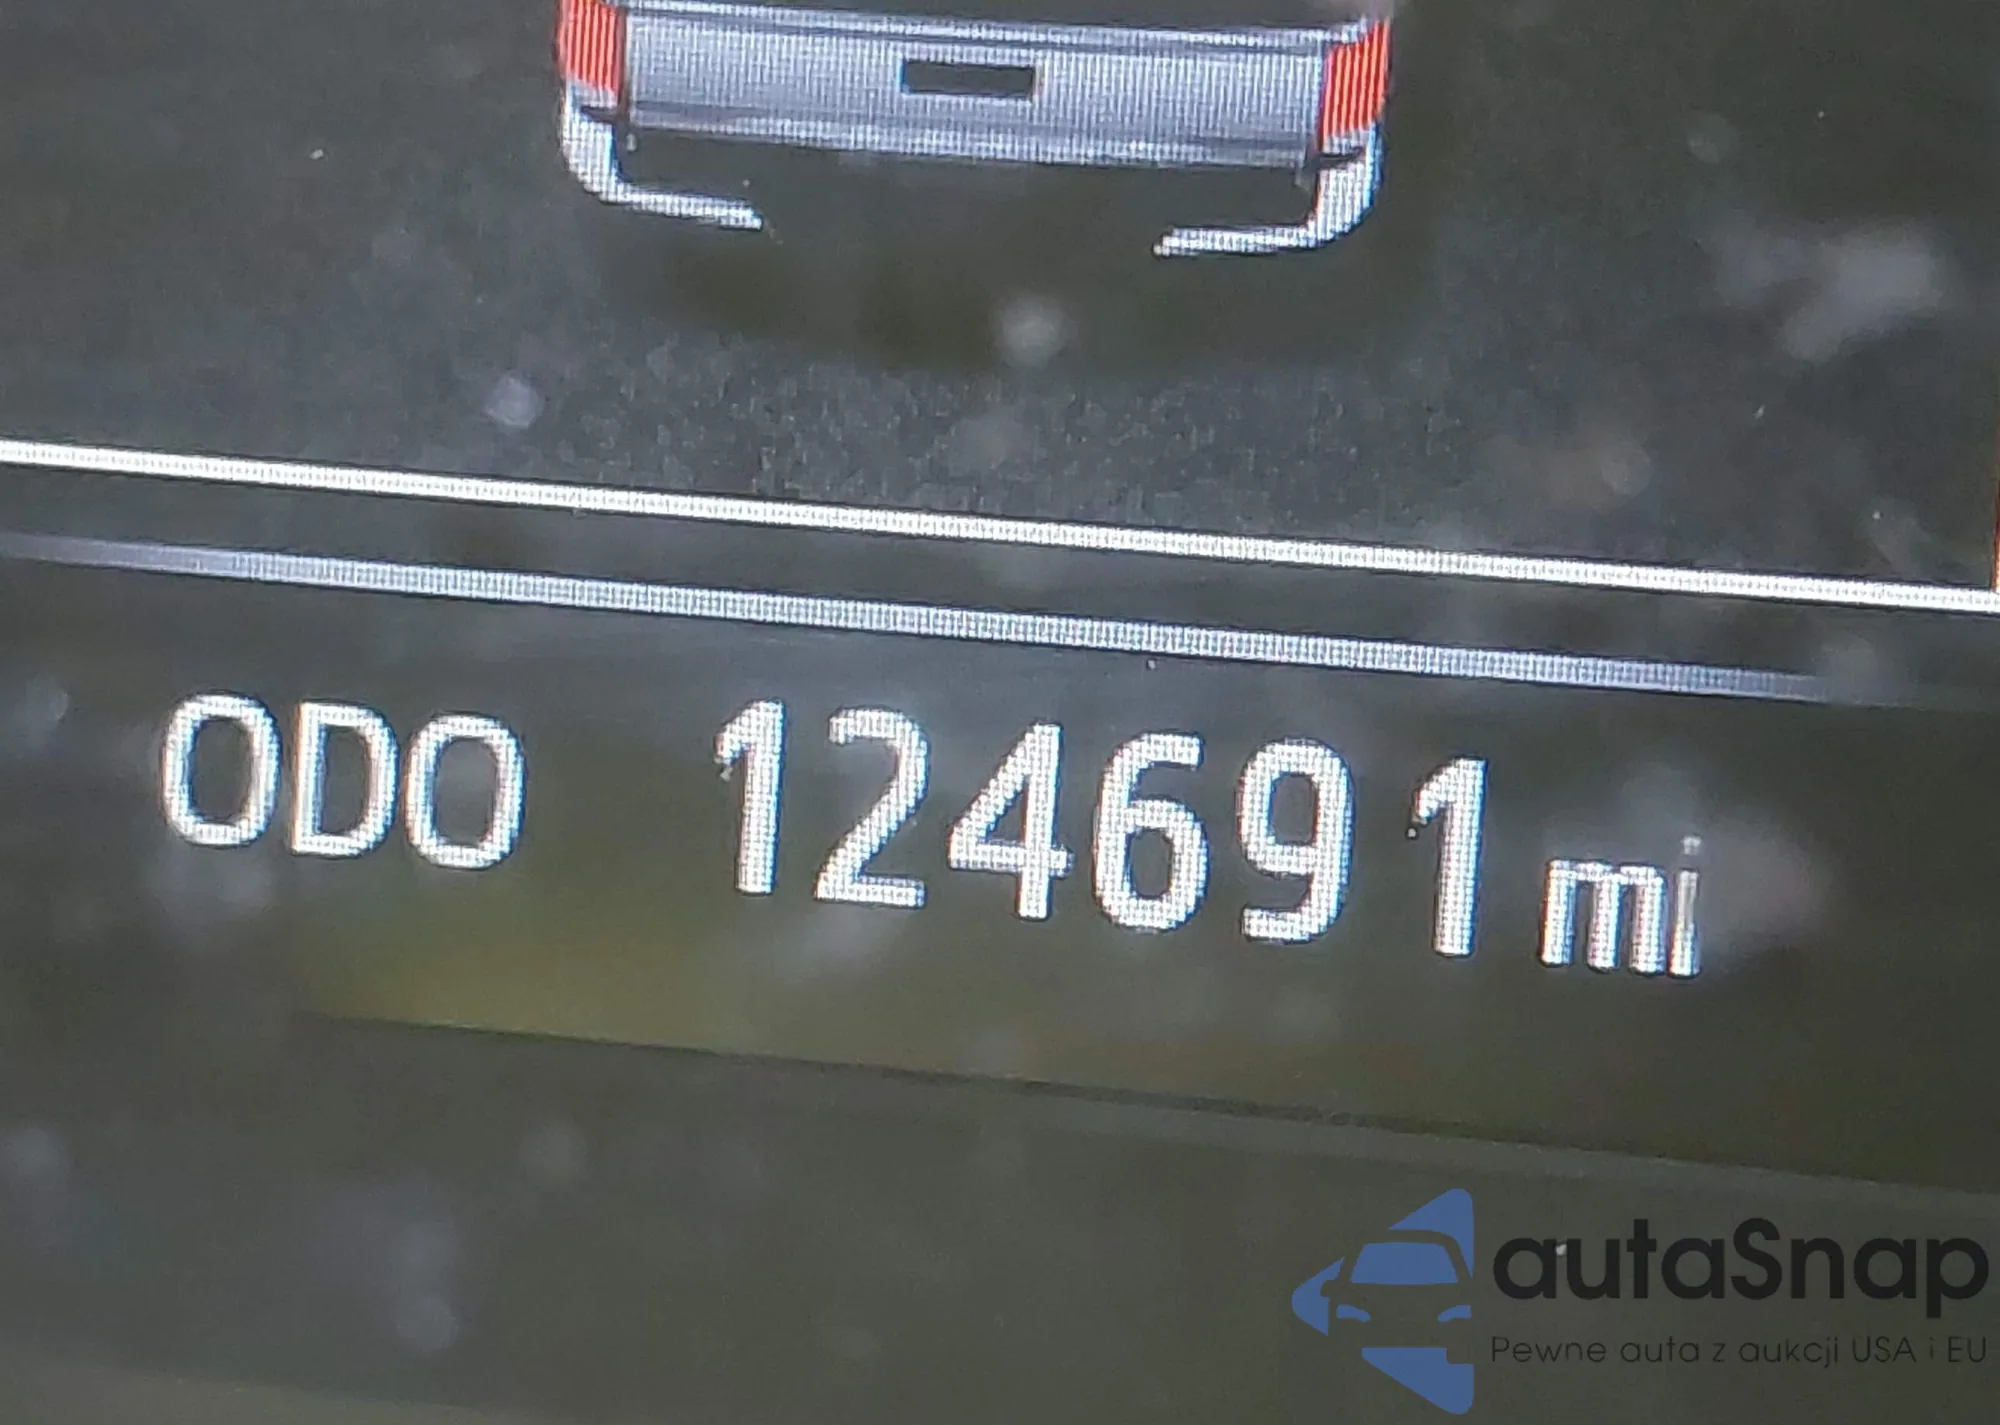 ODO 124691 mi
autaSnap
Pewne auta z aukcji USA i EU